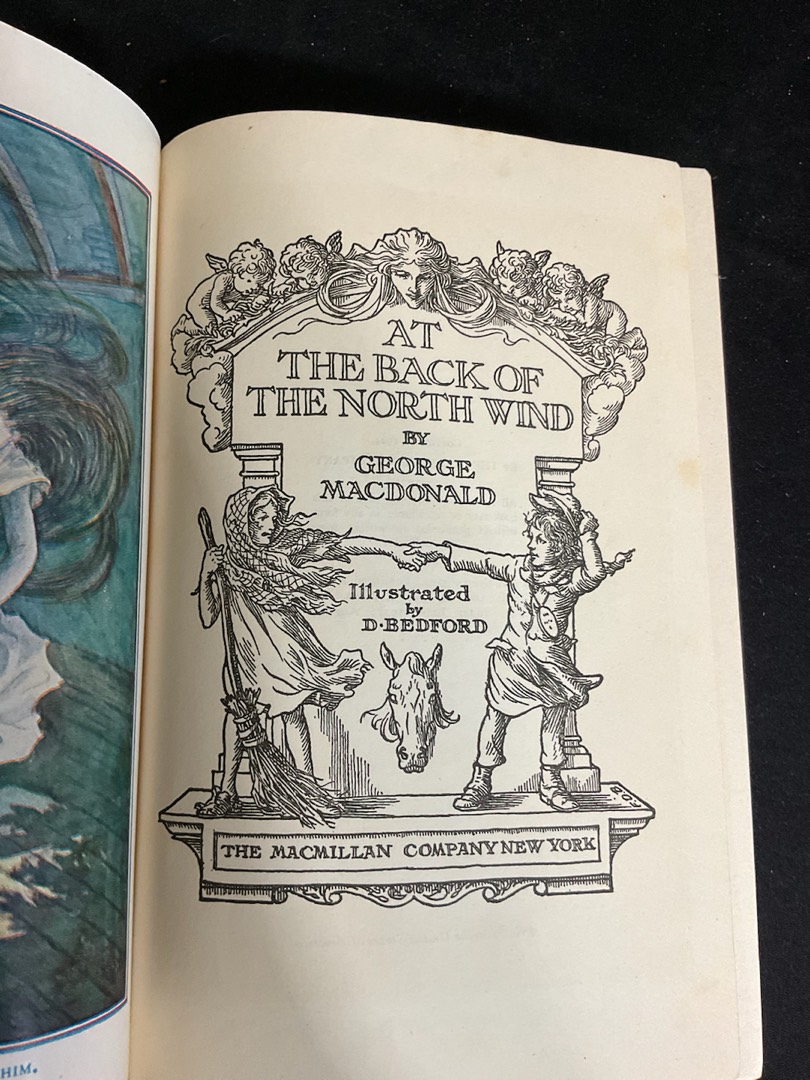 AT
THE BACK OF
THE NORTH WIND
BY
GEORGE
MACDONALD
Illustrated
by
D·BEDFORD
THE MACMILLAN COMPANY NEW YORK
HIM.